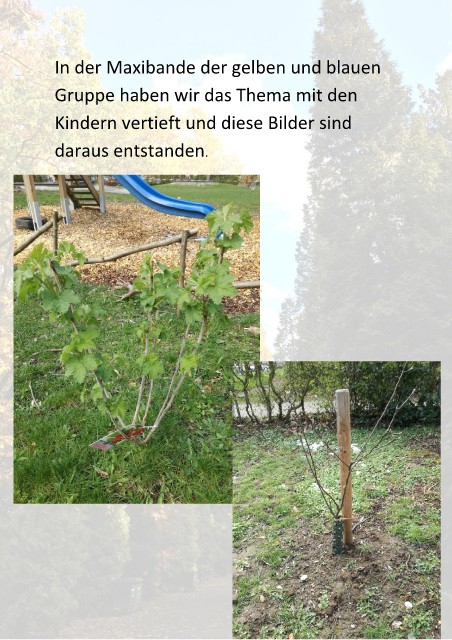 In der Maxibande der gelben und blauen
Gruppe haben wir das Thema mit den
Kindern vertieft und diese Bilder sind
daraus entstanden.